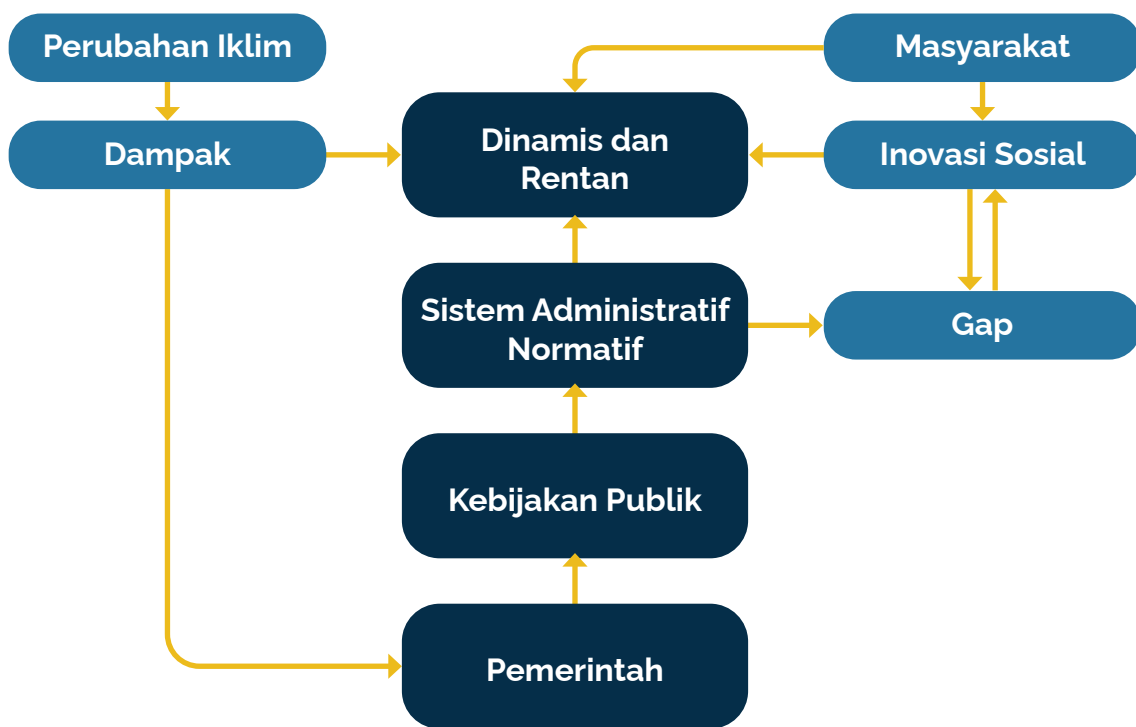 Perubahan Iklim
Masyarakat
Dampak
Dinamis dan
Rentan
Inovasi Sosial
Sistem Administratif
Normatif
Gap
Kebijakan Publik
Pemerintah